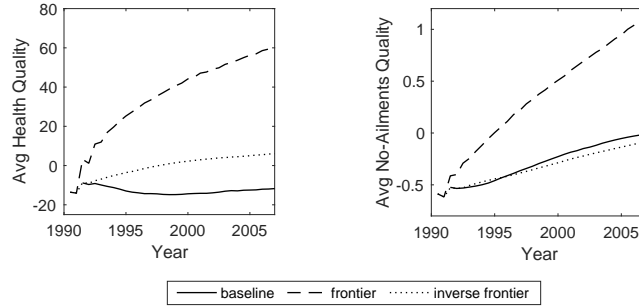 Avg Health Quality
80
60
40
20
0
-20
1990 1995 2000 2005
Year
Avg No-Ailments Quality
1
0.5
0
-0.5
1990 1995 2000 2005
Year
baseline frontier inverse frontier